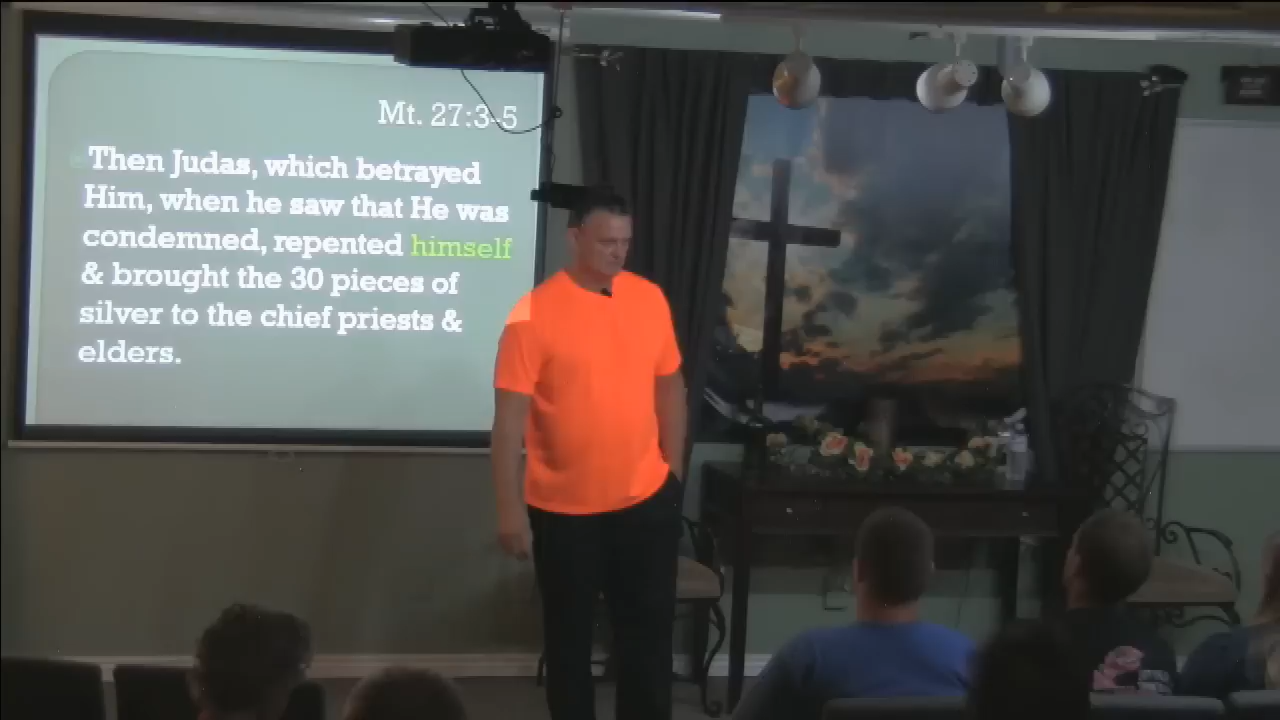 Mt. 27:3-5
Then Judas, which betrayed
Him, when he saw that He was
condemned, repented himself
& brought the 30 pieces of
silver to the chief priests &
elders.